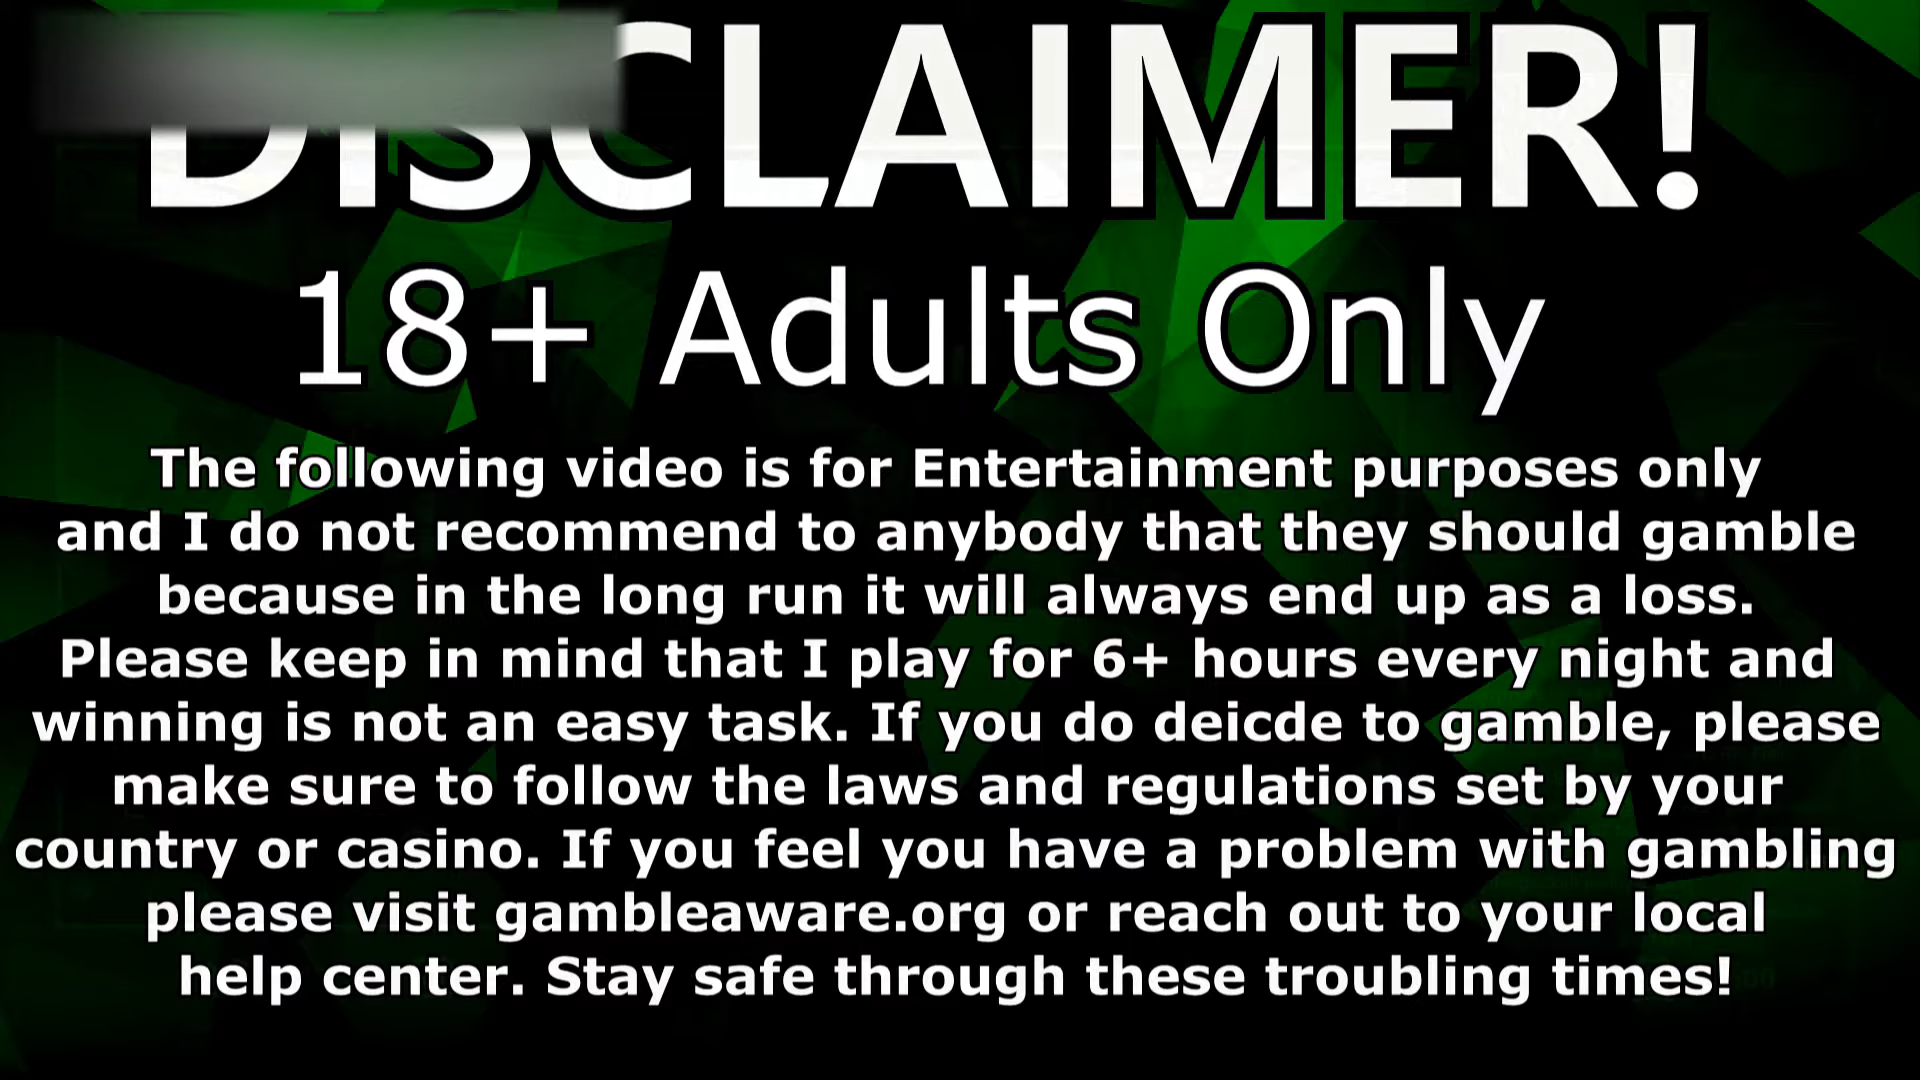 DISCLAIMER!
18+ Adults Only
The following video is for Entertainment purposes only
and I do not recommend to anybody that they should gamble
because in the long run it will always end up as a loss.
Please keep in mind that I play for 6+ hours every night and
winning is not an easy task. If you do deicde to gamble, please
make sure to follow the laws and regulations set by your
country or casino. If you feel you have a problem with gambling
please visit gambleaware.org or reach out to your local
help center. Stay safe through these troubling times!